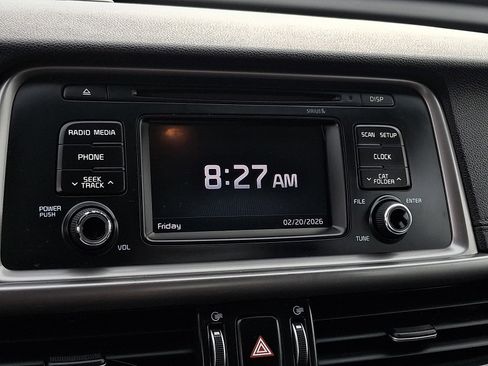 DISP
SIRIUS
RADIO MEDIA
SCAN SETUP
PHONE
CLOCK
SEEK
TRACK
CAT
FOLDER
8:27 AM
POWER
PUSH
VOL
FILE
ENTER
TUNE
Friday
02/20/2026